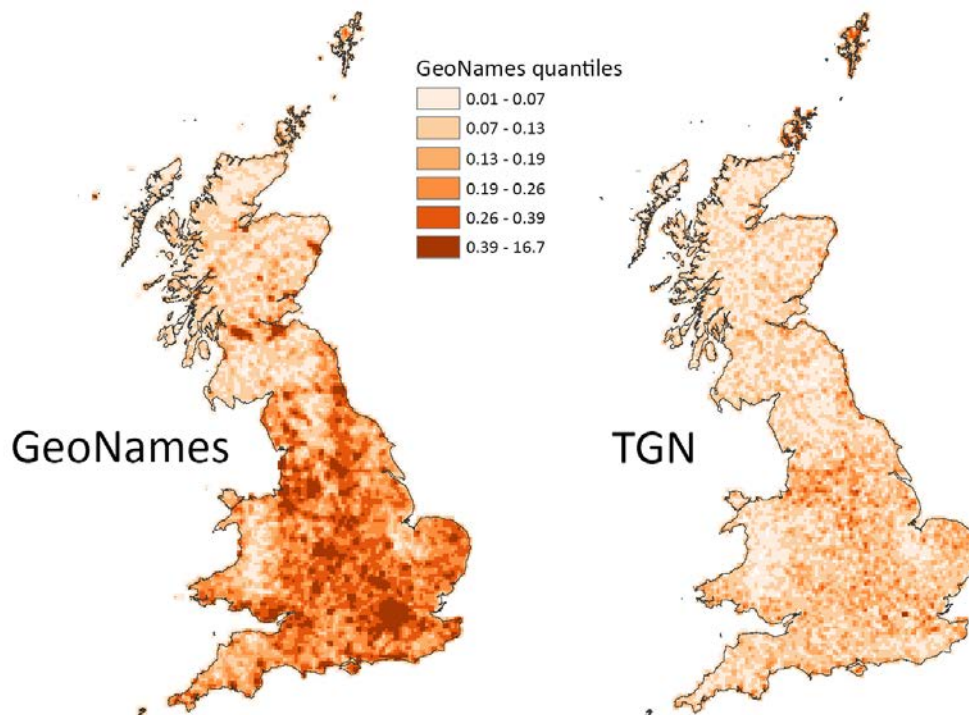 GeoNames quantiles
0.01 - 0.07
0.07 - 0.13
0.13 - 0.19
0.19 - 0.26
0.26 - 0.39
0.39 - 16.7
GeoNames
TGN